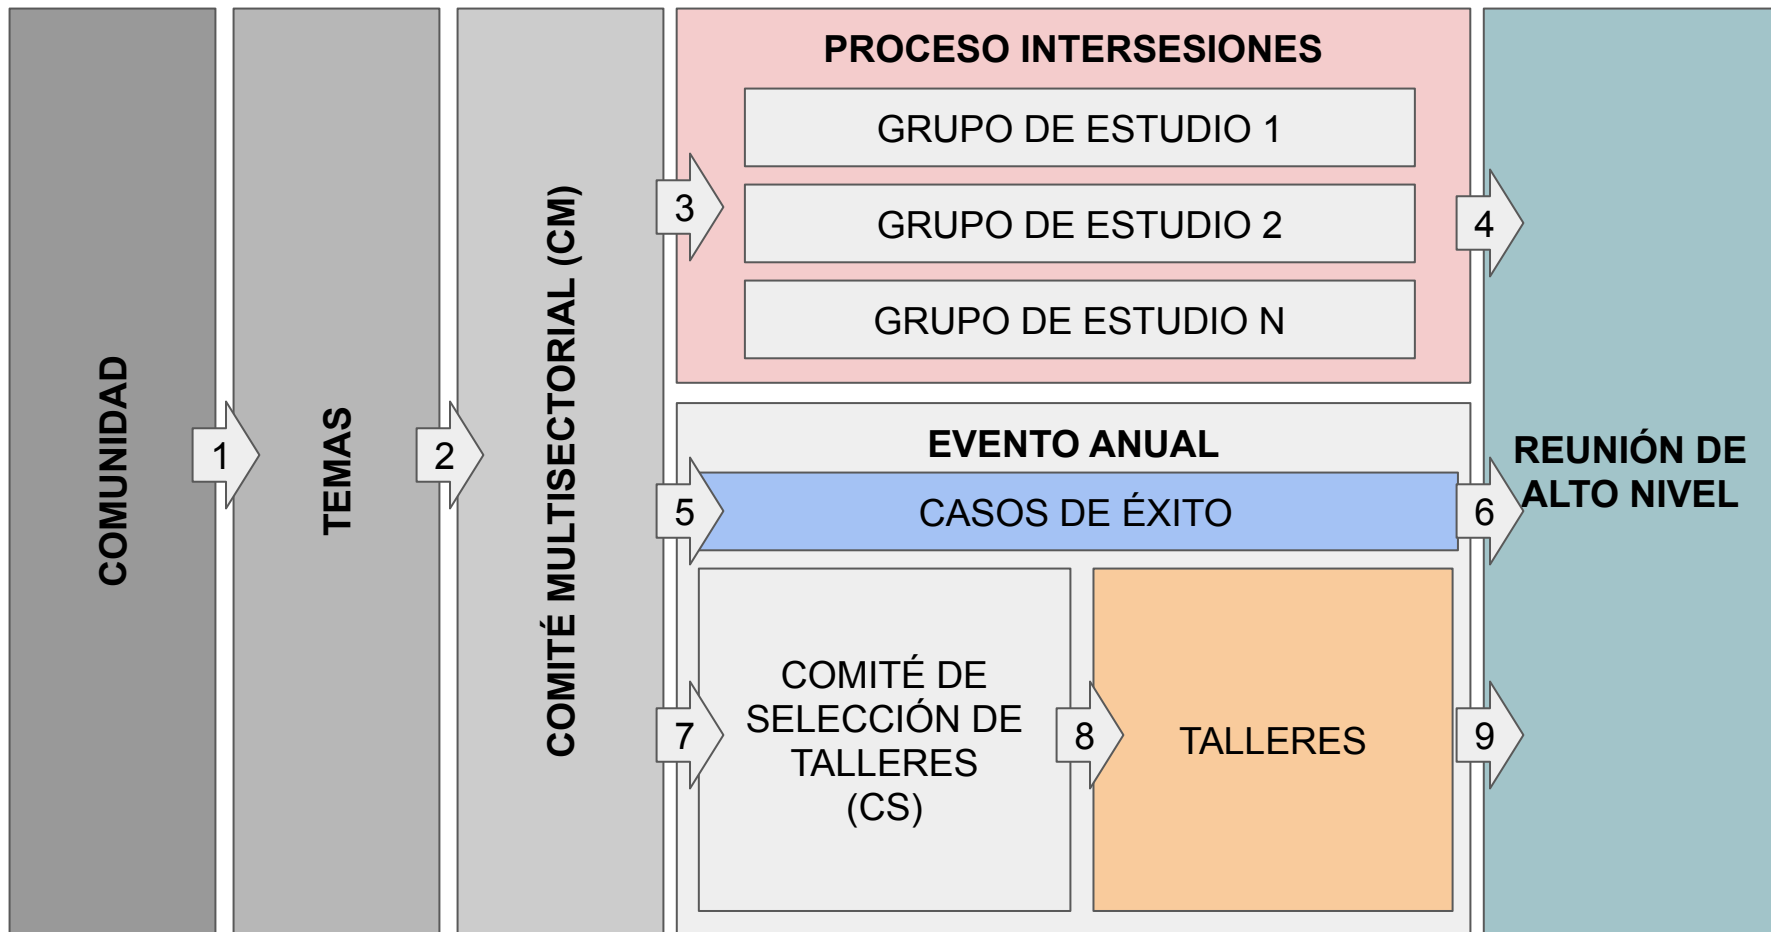 COMUNIDAD
1
TEMAS
2
COMITÉ MULTISECTORIAL (CM)
3
PROCESO INTERSESIONES
GRUPO DE ESTUDIO 1
GRUPO DE ESTUDIO 2
GRUPO DE ESTUDIO N
4
EVENTO ANUAL
5
CASOS DE ÉXITO
6
7
COMITÉ DE
SELECCIÓN DE
TALLERES
(CS)
8
TALLERES
9
REUNIÓN DE
ALTO NIVEL